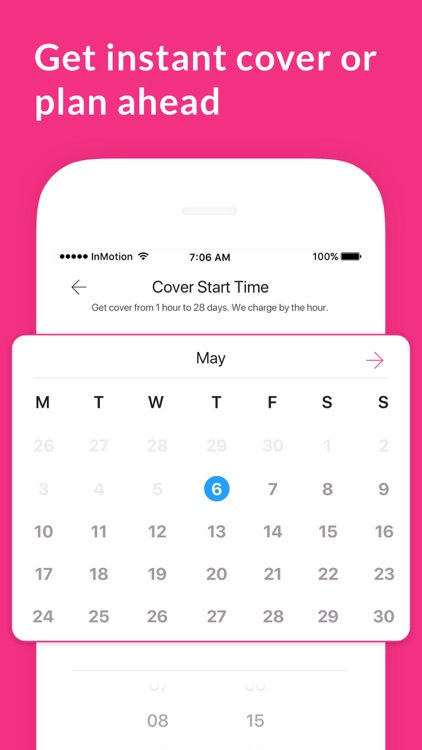 Get instant cover or
plan ahead
InMotion 7:06 AM 100%
Cover Start Time
Get cover from 1 hour to 28 days. We charge by the hour.
May
M T W T F S S
26 27 28 29 30 1 2
3 4 5 6 7 8 9
10 11 12 13 14 15 16
17 18 19 20 21 22 23
24 25 26 27 28 29 30
08 15